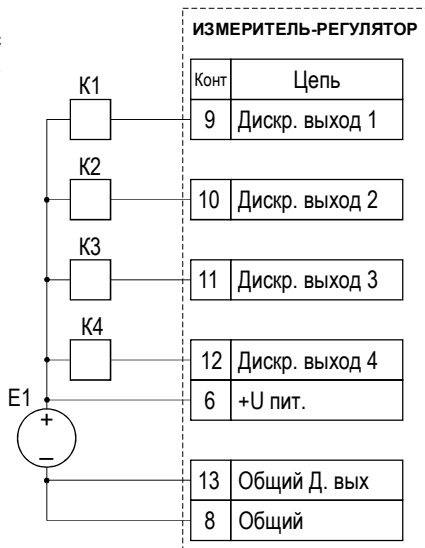 ИЗМЕРИТЕЛЬ-РЕГУЛЯТОР
Конт Цепь
К1
9 Дискр. выход 1
К2
10 Дискр. выход 2
К3
11 Дискр. выход 3
К4
12 Дискр. выход 4
E1
6 +U пит.
+
–
13 Общий Д. вых
8 Общий